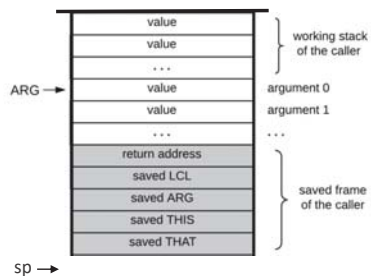 value
value
working stack
of the caller
...
ARG
value
argument 0
value
argument 1
...
...
return address
saved LCL
saved ARG
saved frame
of the caller
saved THIS
saved THAT
sp